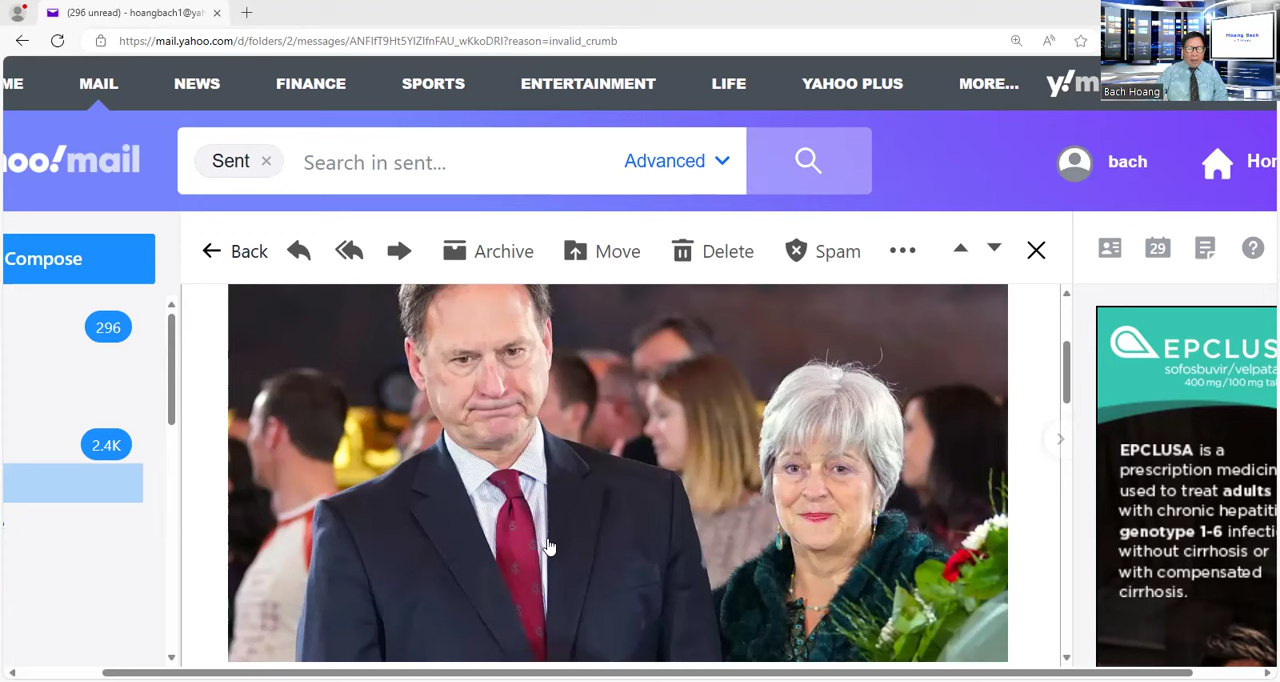 (296 unread) - hoangbach1@yah
https://mail.yahoo.com/d/folders/2/messages/ANFIfT9Ht5YIZIfnFAU_wKkoDRI?reason=invalid_crumb
ME MAIL NEWS FINANCE SPORTS ENTERTAINMENT LIFE YAHOO PLUS MORE... y!m
Hoang Bach
Bach Hoang
oo!mail
Sent Search in sent... Advanced
bach
Hor
Compose
Back Archive Move Delete Spam
29
296
2.4K
EPCLUS
sofosbuvir/velpata
400 mg/100 mg ta
EPCLUSA is a
prescription medicin
used to treat adults
with chronic hepatiti
genotype 1-6 infecti
without cirrhosis or
with compensated
cirrhosis.